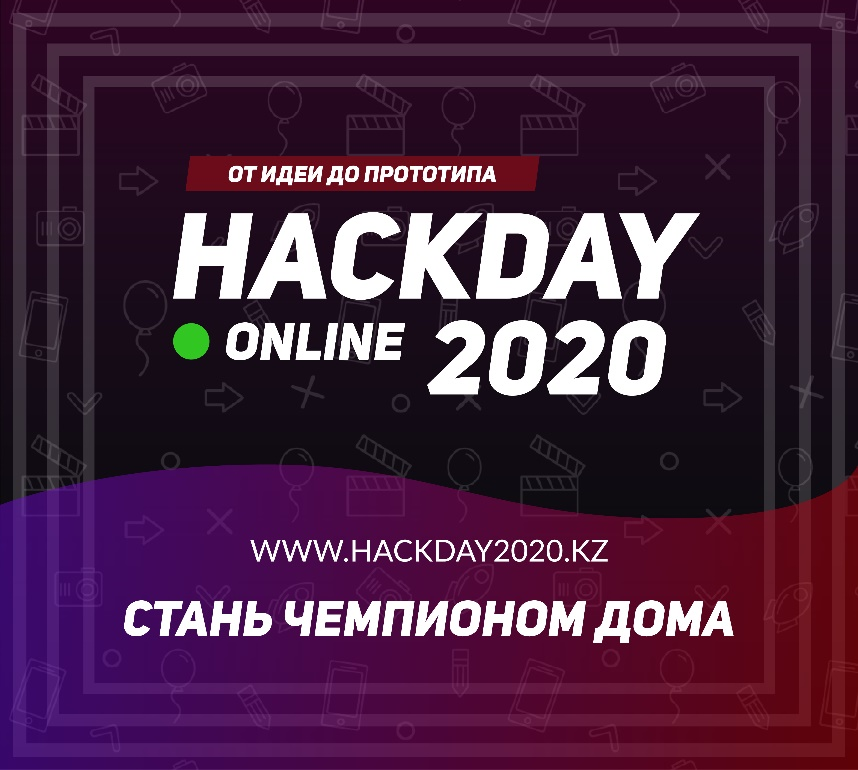 ОТ ИДЕИ ДО ПРОТОТИПА
HACKDAY
ONLINE 2020
WWW.HACKDAY2020.KZ
СТАНЬ ЧЕМПИОНОМ ДОМА